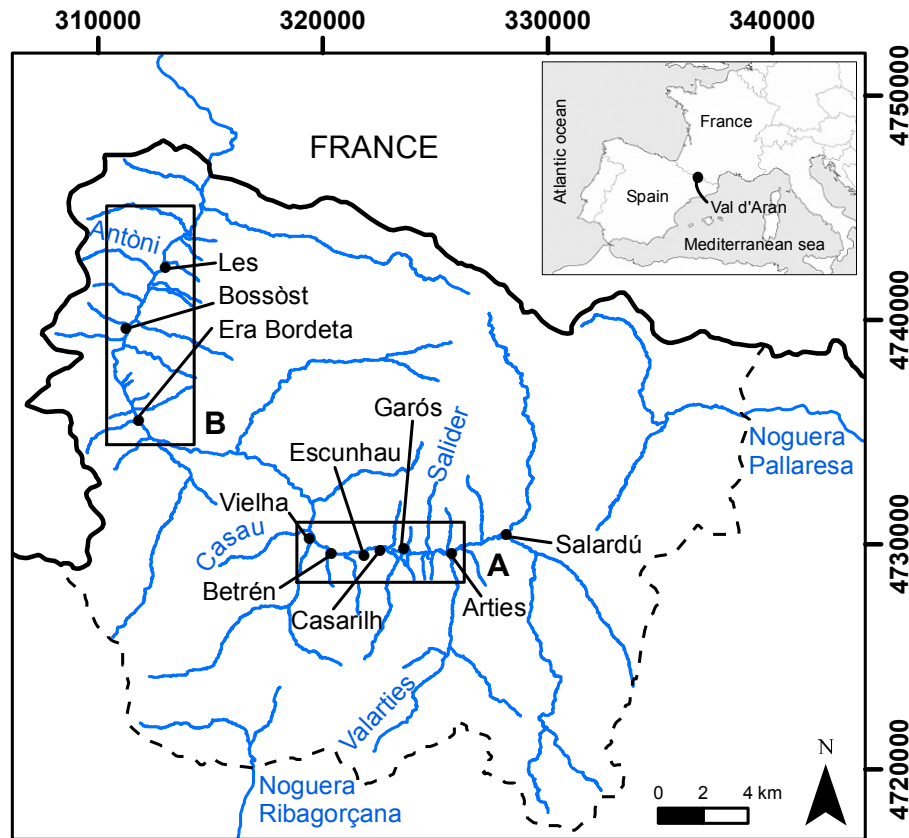 310000
320000
330000
340000
4750000
4740000
4730000
4720000
FRANCE
Atlantic ocean
France
Spain
Val d'Aran
Mediterranean sea
Antòni
Les
Bossòst
Era Bordeta
B
Garós
Salider
Escunhau
Noguera
Pallaresa
Vielha
Casau
Salardú
A
Betrén
Casarilh
Arties
Valarties
Noguera
Ribagorçana
N
0 2 4 km